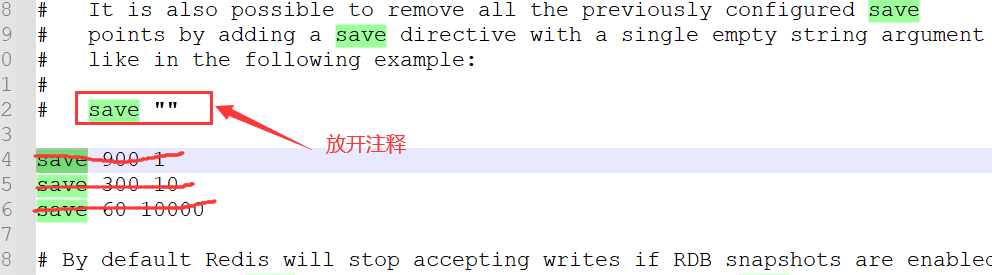 8 #   It is also possible to remove all the previously configured save
9 #   points by adding a save directive with a single empty string argument
0 #   like in the following example:
1 #
2 #   save ""
放开注释
3
4 save 900 1
5 save 300 10
6 save 60 10000
7
8 # By default Redis will stop accepting writes if RDB snapshots are enabled